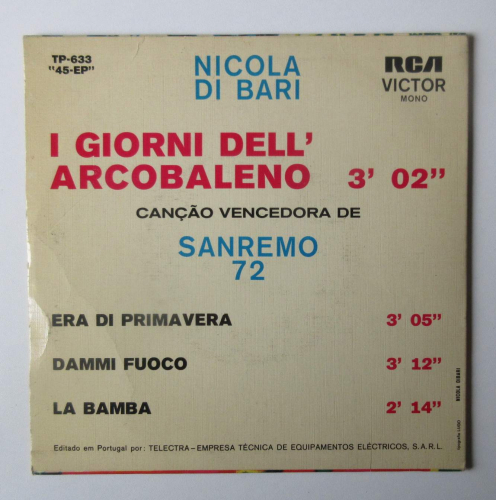 TP-633
"45-EP"
NICOLA
DI BARI
RCA
VICTOR
MONO
I GIORNI DELL'
ARCOBALENO 3' 02"
CANÇÃO VENCEDORA DE
SANREMO
72
ERA DI PRIMAVERA 3' 05"
DAMMI FUOCO 3' 12"
LA BAMBA 2' 14"
NICOLA DIBARI
Editado em Portugal por: TELECTRA-EMPRESA TÉCNICA DE EQUIPAMENTOS ELÉCTRICOS, S.A.R.L.